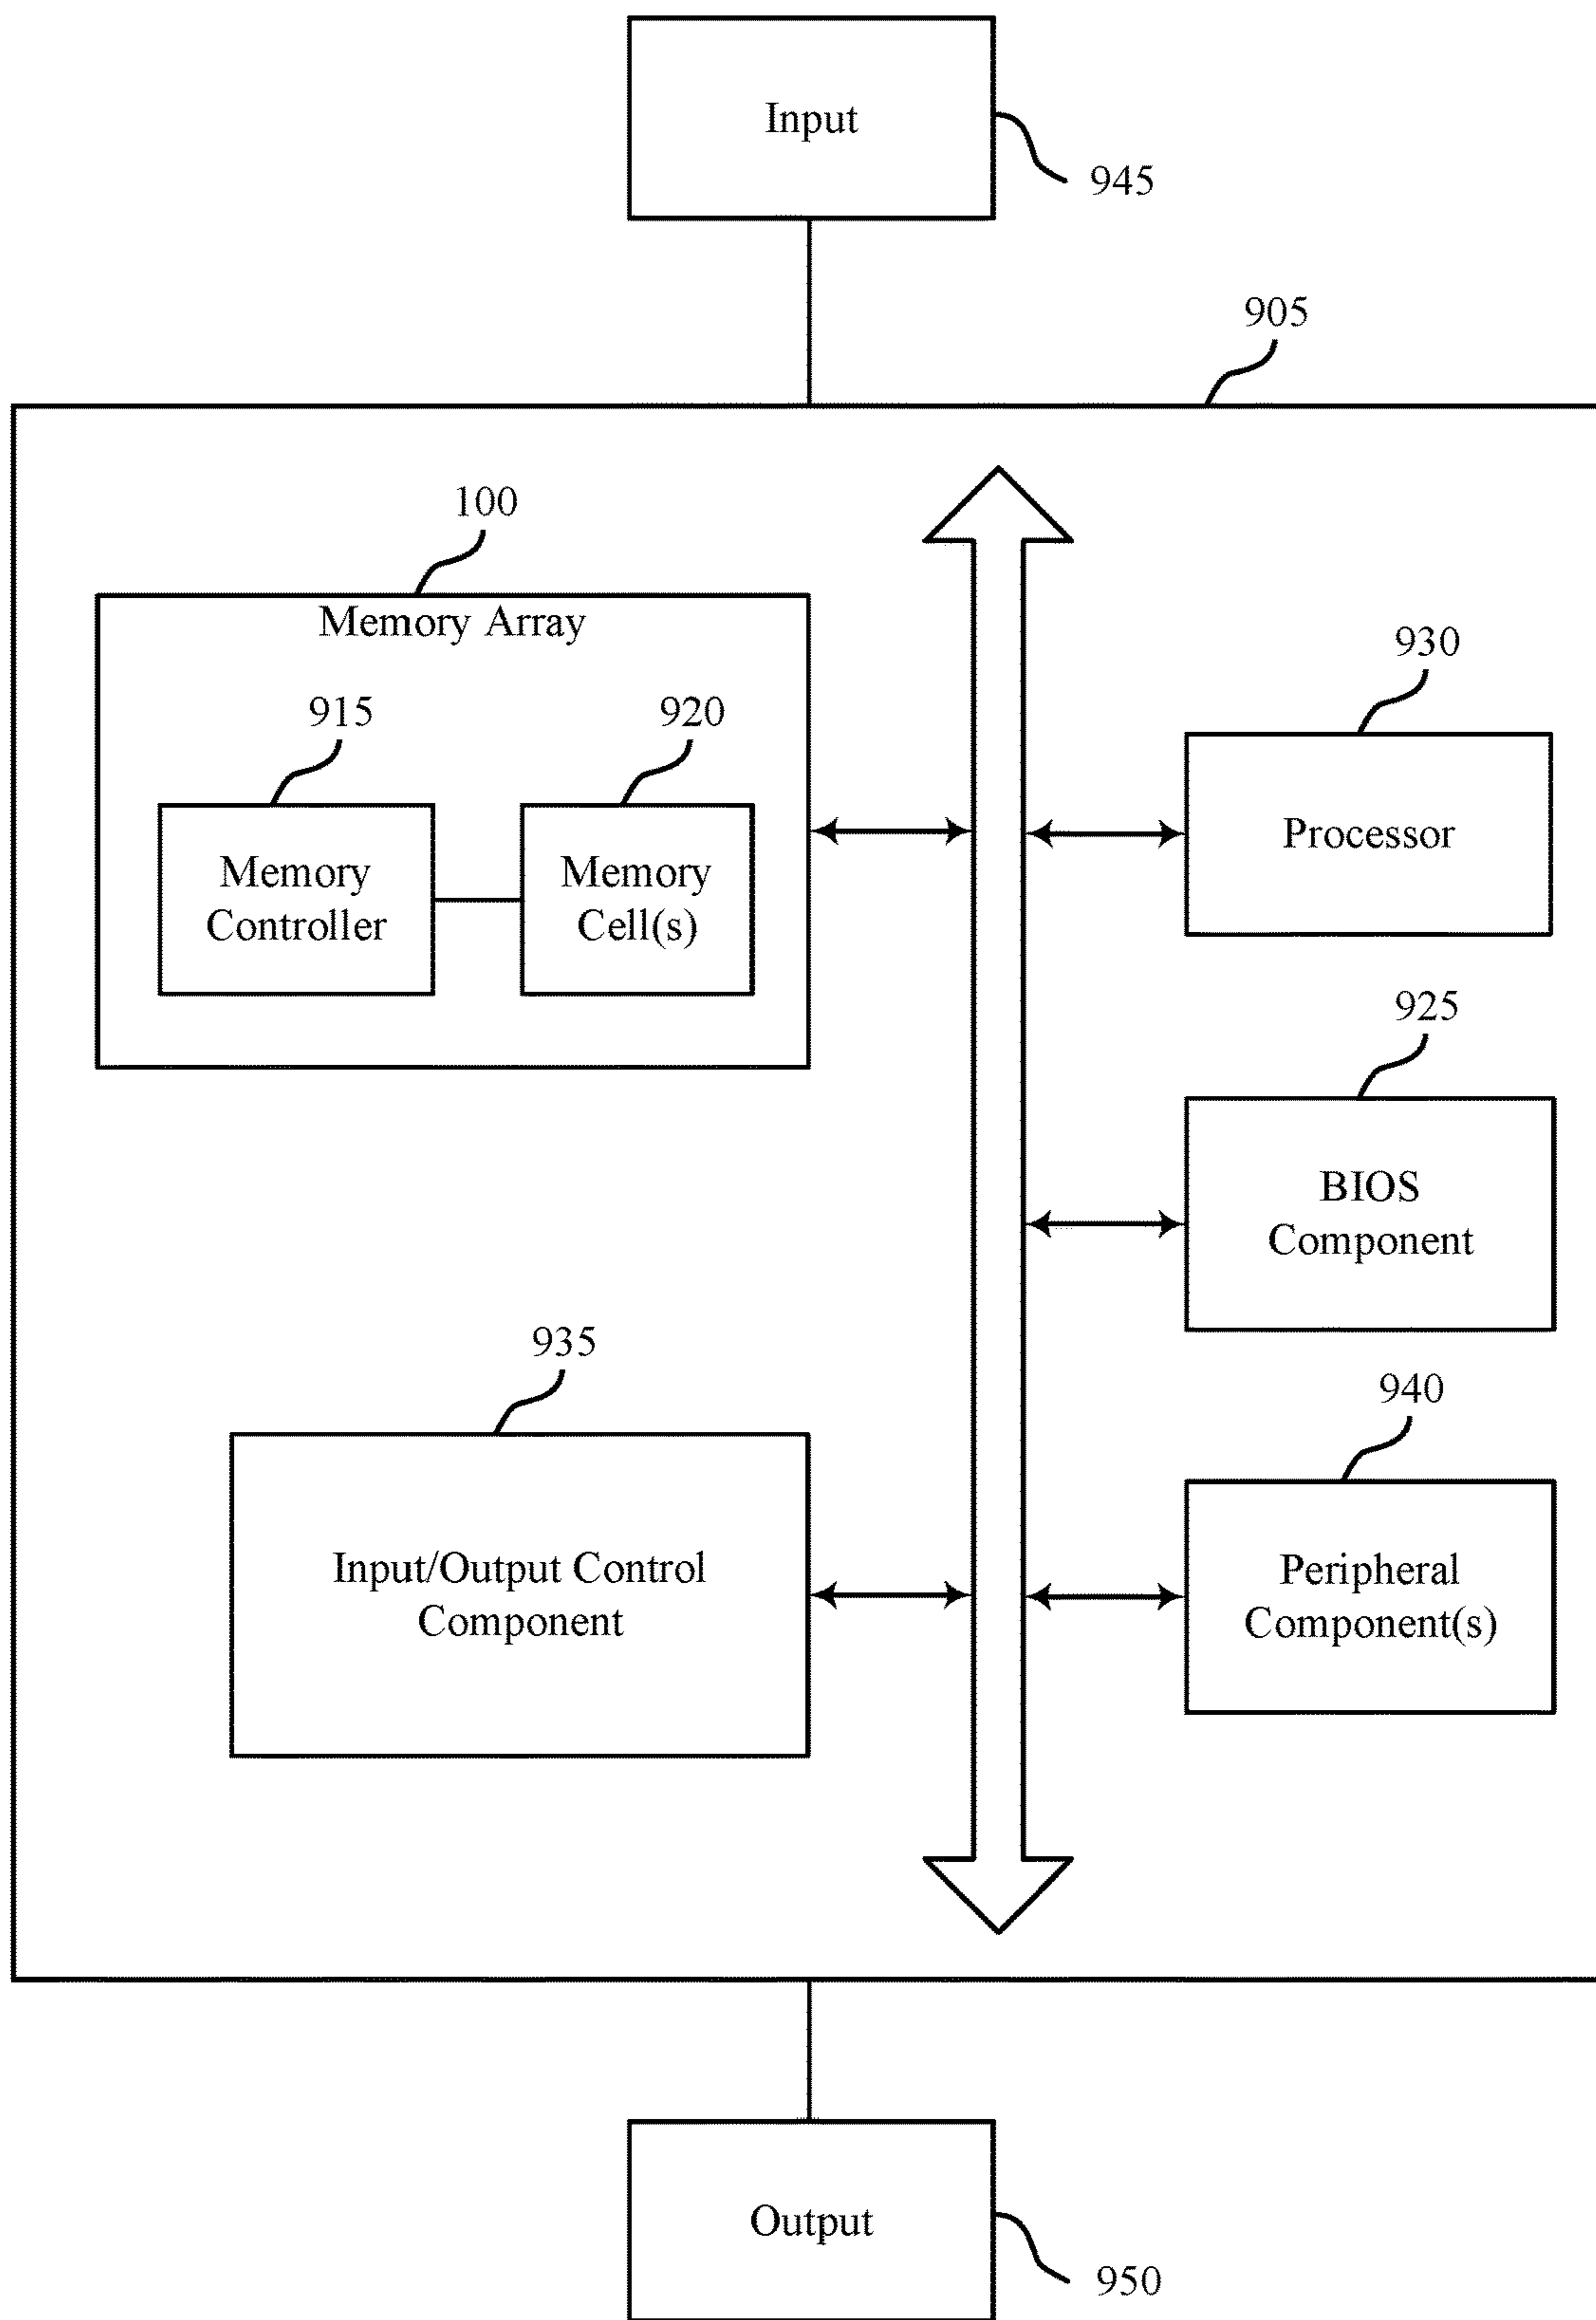 Input
945
905
100
Memory Array
915
920
930
Memory
Controller
Memory
Cell(s)
Processor
925
BIOS
Component
935
940
Input/Output Control
Component
Peripheral
Component(s)
Output
950